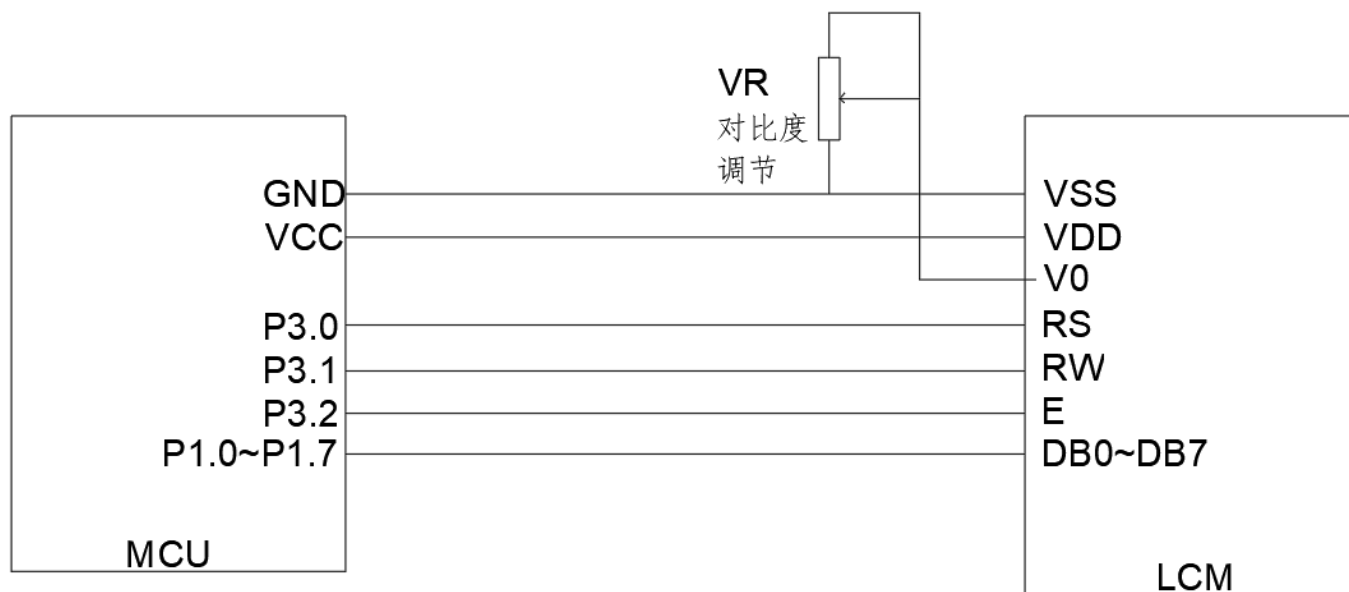 VR
对比度
调节
GND
VCC
P3.0
P3.1
P3.2
P1.0~P1.7
MCU
VSS
VDD
V0
RS
RW
E
DB0~DB7
LCM